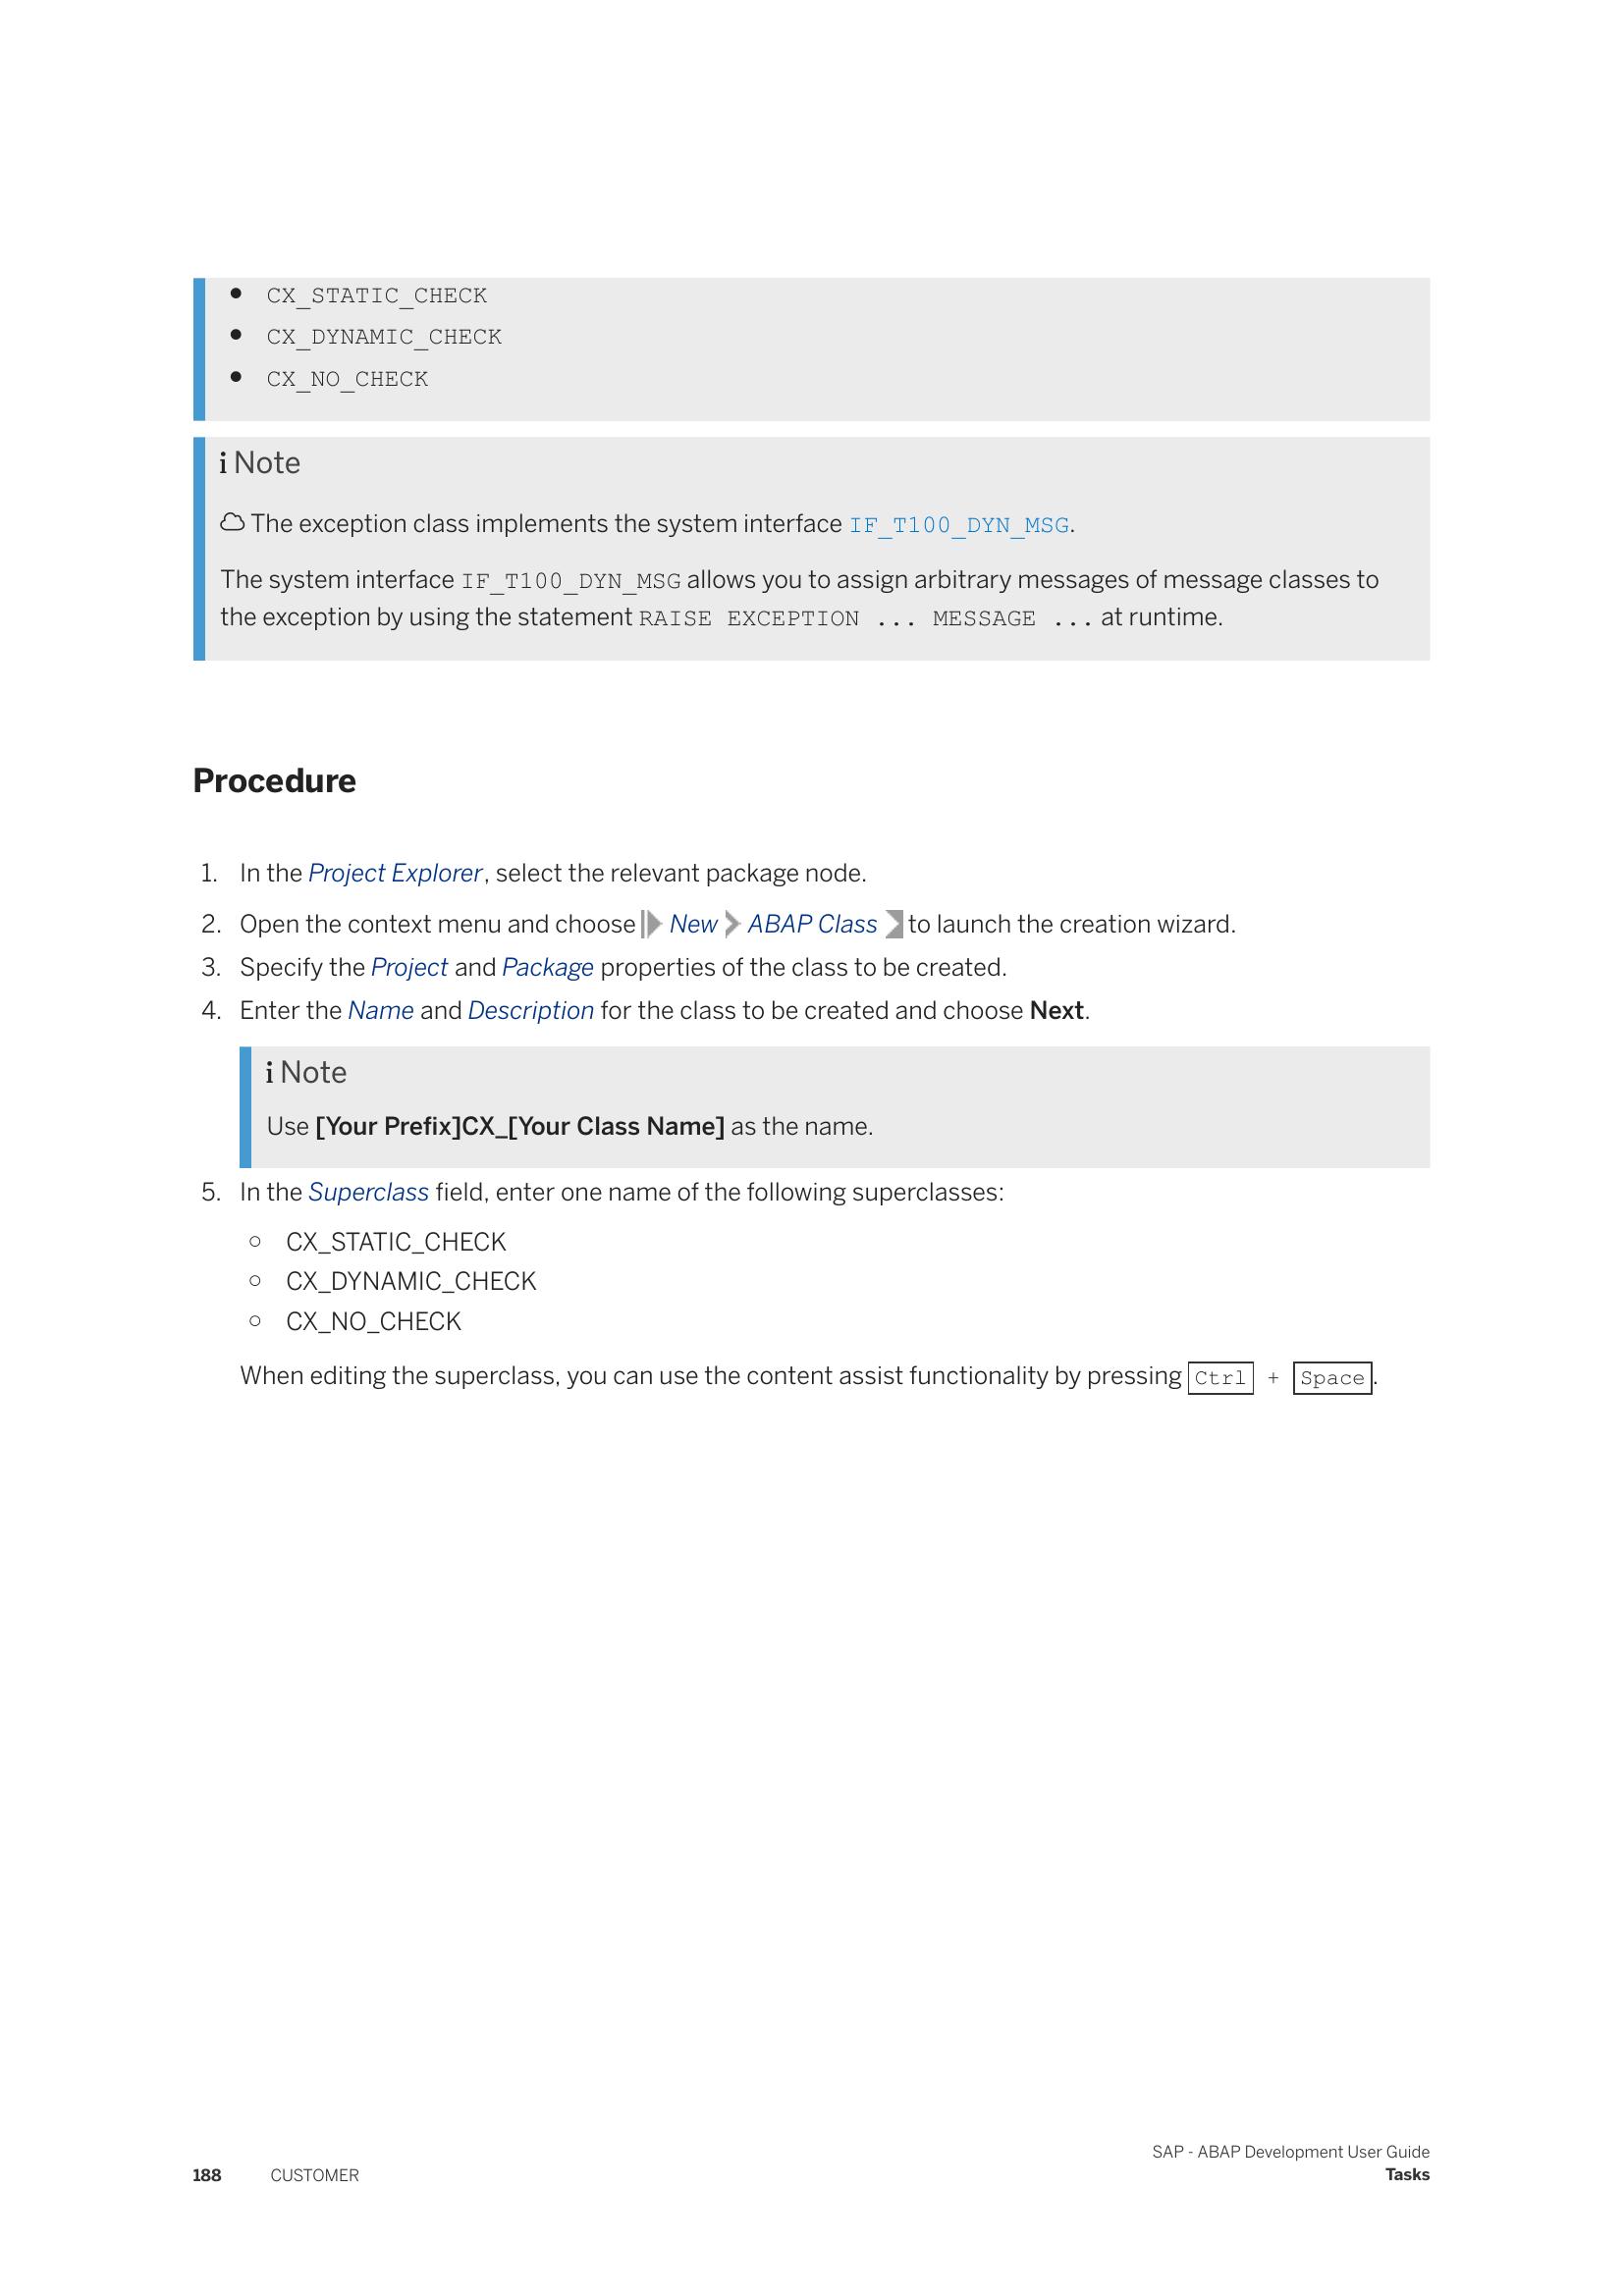 • CX_STATIC_CHECK
• CX_DYNAMIC_CHECK
• CX_NO_CHECK
i Note
The exception class implements the system interface IF_T100_DYN_MSG.
The system interface IF_T100_DYN_MSG allows you to assign arbitrary messages of message classes to
the exception by using the statement RAISE EXCEPTION ... MESSAGE ... at runtime.
Procedure
1. In the Project Explorer, select the relevant package node.
2. Open the context menu and choose New ABAP Class to launch the creation wizard.
3. Specify the Project and Package properties of the class to be created.
4. Enter the Name and Description for the class to be created and choose Next.
i Note
Use [Your Prefix]CX_[Your Class Name] as the name.
5. In the Superclass field, enter one name of the following superclasses:
○ CX_STATIC_CHECK
○ CX_DYNAMIC_CHECK
○ CX_NO_CHECK
When editing the superclass, you can use the content assist functionality by pressing Ctrl + Space.
SAP - ABAP Development User Guide
188 CUSTOMER Tasks